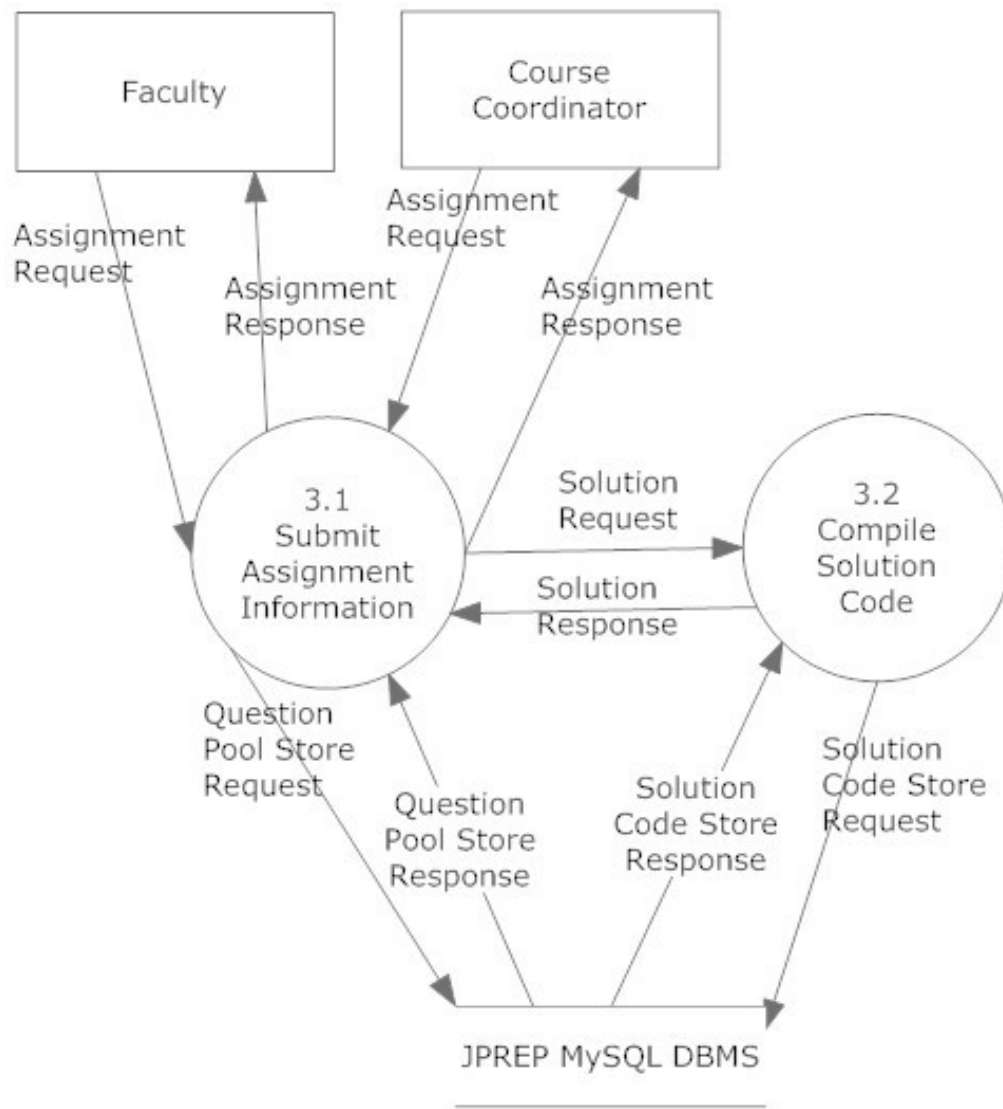 Faculty
Course
Coordinator
Assignment
Request
Assignment
Response
Assignment
Request
Assignment
Response
3.1
Submit
Assignment
Information
Solution
Request
Solution
Response
3.2
Compile
Solution
Code
Question
Pool Store
Request
Question
Pool Store
Response
Solution
Code Store
Response
Solution
Code Store
Request
JPREP MySQL DBMS